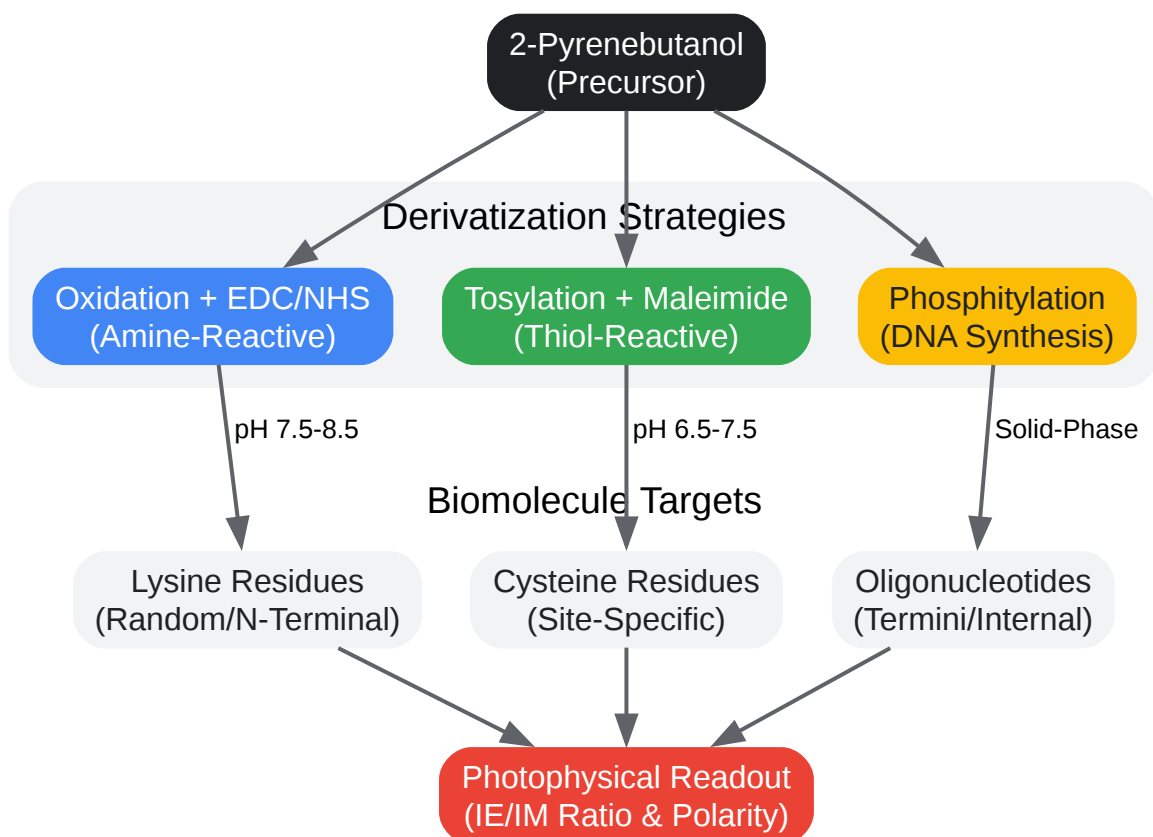 2-Pyrenebutanol
(Precursor)
Derivatization Strategies
Oxidation + EDC/NHS
(Amine-Reactive)
Tosylation + Maleimide
(Thiol-Reactive)
Phosphitylation
(DNA Synthesis)
pH 7.5-8.5
pH 6.5-7.5
Solid-Phase
Biomolecule Targets
Lysine Residues
(Random/N-Terminal)
Cysteine Residues
(Site-Specific)
Oligonucleotides
(Termini/Internal)
Photophysical Readout
(IE/IM Ratio & Polarity)